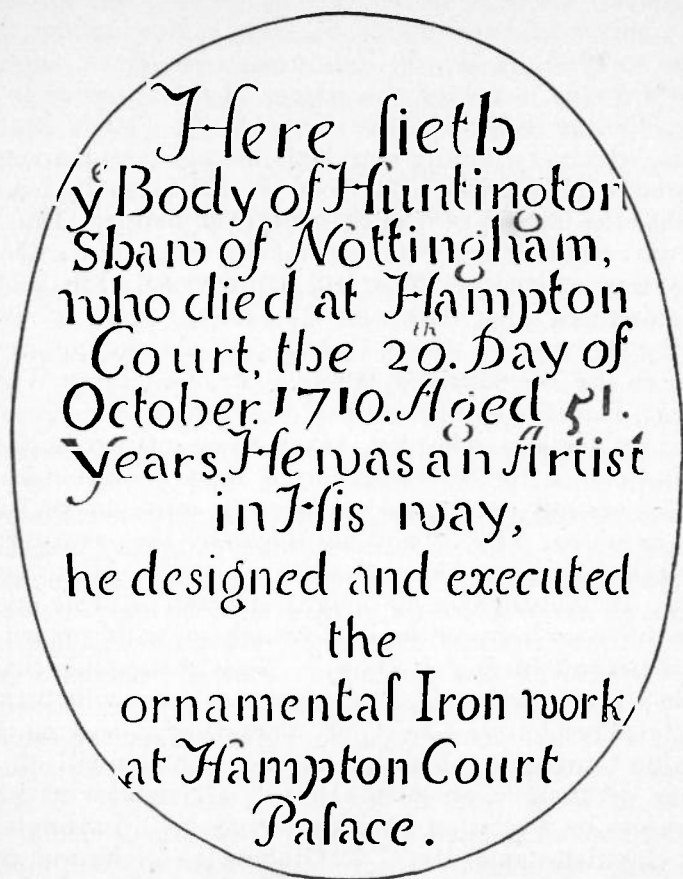 Here lieth
yᵉ Body of Huntington
Shaw of Nottingham,
who died at Hampton
Court, the 20.th Day of
October. 1710. Aged 51.
years. He was an Artist
in His way,
he designed and executed
the
ornamental Iron work,
at Hampton Court
Palace.